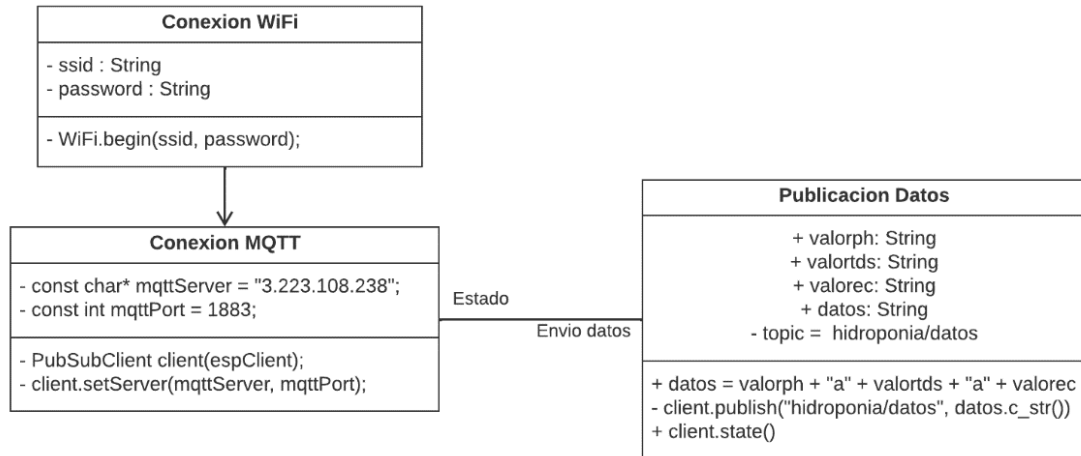 Conexion WiFi
- ssid : String
- password : String
- WiFi.begin(ssid, password);
Conexion MQTT
- const char* mqttServer = "3.223.108.238";
- const int mqttPort = 1883;
- PubSubClient client(espClient);
- client.setServer(mqttServer, mqttPort);
Estado
Envio datos
Publicacion Datos
+ valorph: String
+ valortds: String
+ valorec: String
+ datos: String
- topic = hidroponia/datos
+ datos = valorph + "a" + valortds + "a" + valorec
- client.publish("hidroponia/datos", datos.c_str())
+ client.state()